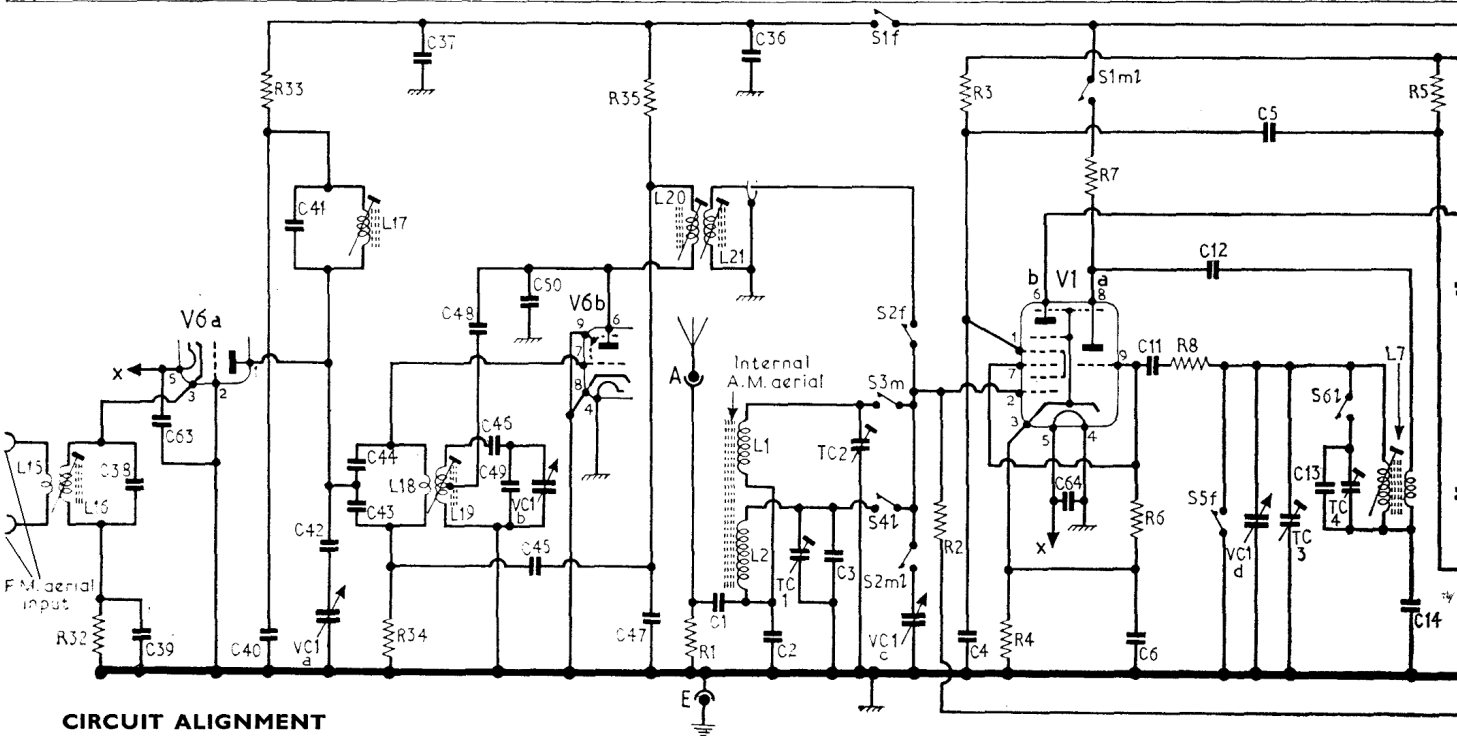 C37
C36
S1f
R33
R35
R3
S1m2
R5
C5
R7
C41
L17
L20
L21
C12
C50
C48
V6b
V6a
b V1 a
6 8
S2f
9 6
7
8
4
1
7
2
3
5 4
9
C11 R8
L7
X
5
3 2
1
C63
A
Internal
A.M. aerial
S3m
S6l
L1
TC2
C46
C44
C49
VC1
b
L18
L19
C43
L15
L16
C38
C64
X
R6
C13
TC
4
S5f
VC1
d
TC
3
C42
C45
L2
TC
1
C3
S4l
R2
S2m2
F.M. aerial
input
R32
C39
C40
VC1
a
R34
C47
C1
R1
C2
VC1
c
C4
R4
C6
C14
E
CIRCUIT ALIGNMENT